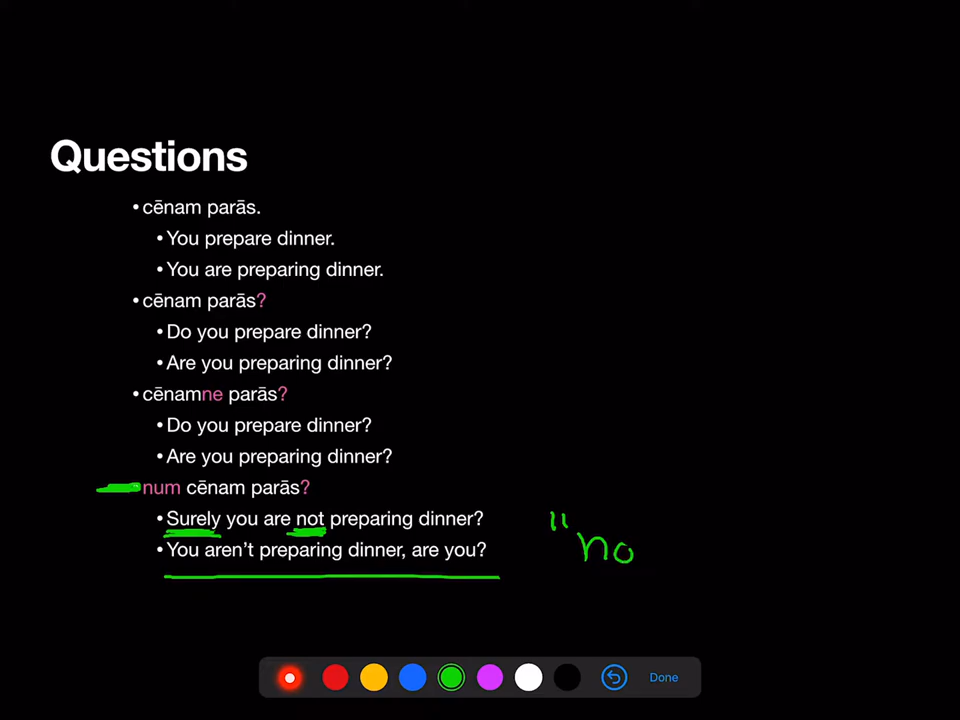 Questions
• cēnam parās.
• You prepare dinner.
• You are preparing dinner.
• cēnam parās?
• Do you prepare dinner?
• Are you preparing dinner?
• cēnamne parās?
• Do you prepare dinner?
• Are you preparing dinner?
num cēnam parās?
• Surely you are not preparing dinner?
• You aren't preparing dinner, are you?
"no
Done